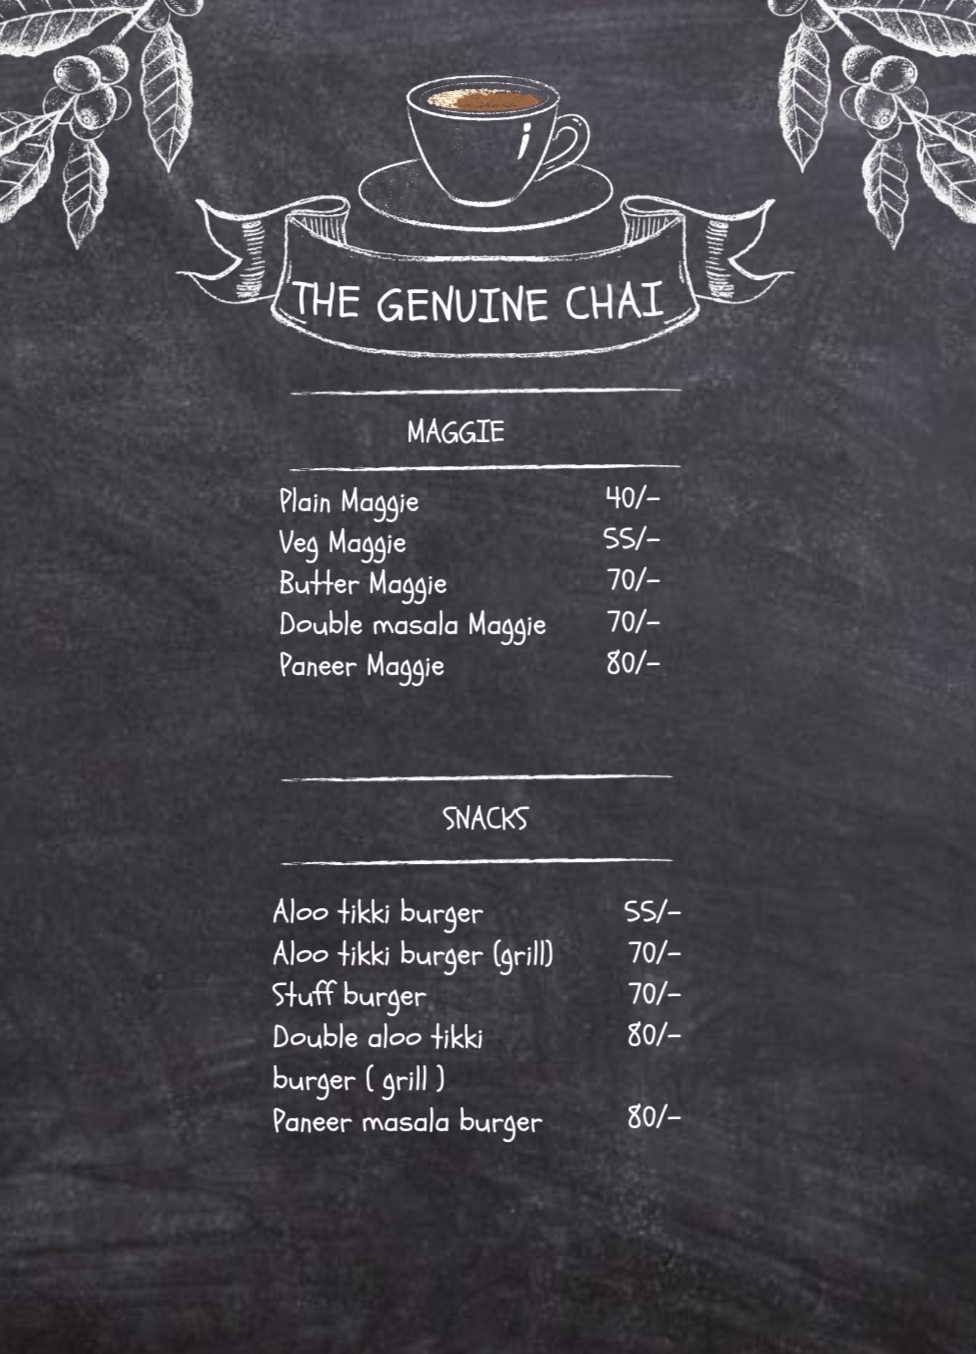 THE GENUINE CHAI
MAGGIE
Plain Maggie 40/-
Veg Maggie 55/-
Butter Maggie 70/-
Double masala Maggie 70/-
Paneer Maggie 80/-
SNACKS
Aloo tikki burger 55/-
Aloo tikki burger (grill) 70/-
Stuff burger 70/-
Double aloo tikki 80/-
burger ( grill )
Paneer masala burger 80/-